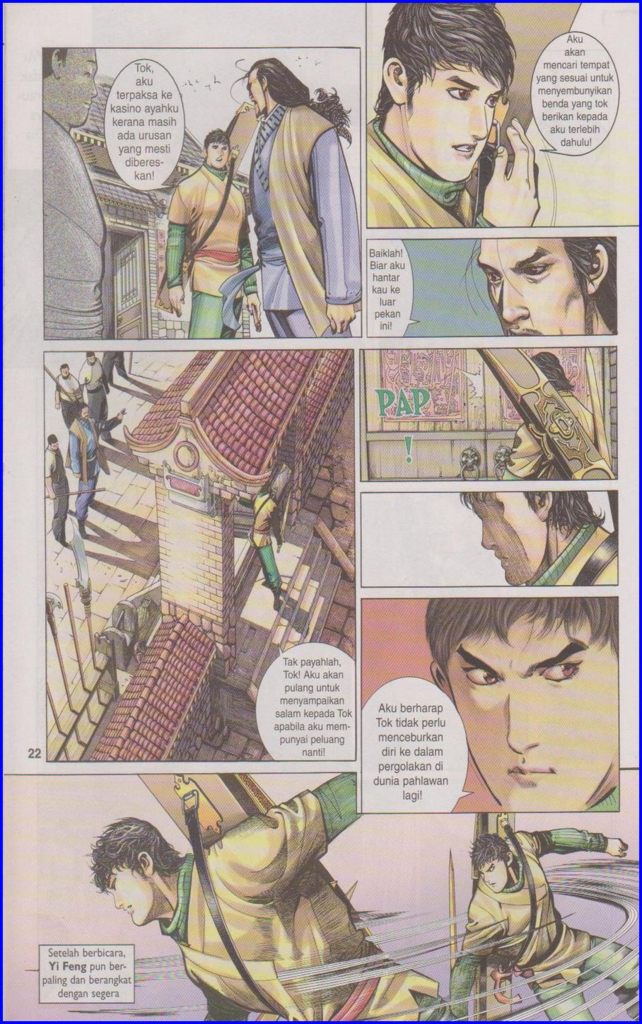 Tok,
aku
terpaksa ke
kasino ayahku
kerana masih
ada urusan
yang mesti
dibereskan!
Aku
akan
mencari tempat
yang sesuai untuk
menyembunyikan
benda yang tok
berikan kepada
aku terlebih
dahulu!
Baiklah!
Biar aku
hantar
kau ke
luar
pekan
ini!
PAP
!
Tak payahlah,
Tok! Aku akan
pulang untuk
menyampaikan
salam kepada Tok
apabila aku mem-
punyai peluang
nanti!
Aku berharap
Tok tidak perlu
menceburkan
diri ke dalam
pergolakan di
dunia pahlawan
lagi!
22
Setelah berbicara,
Yi Feng pun ber-
paling dan berangkat
dengan segera